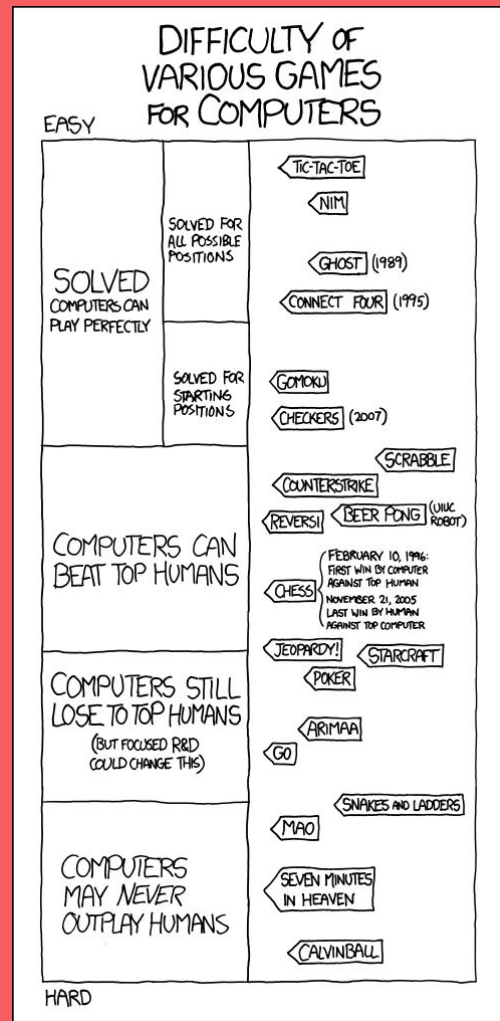 DIFFICULTY OF
VARIOUS GAMES
FOR COMPUTERS
EASY
SOLVED
COMPUTERS CAN
PLAY PERFECTLY
SOLVED FOR
ALL POSSIBLE
POSITIONS
TIC-TAC-TOE
NIM
GHOST (1989)
CONNECT FOUR (1995)
SOLVED FOR
STARTING
POSITIONS
GOMOKU
CHECKERS (2007)
COMPUTERS CAN
BEAT TOP HUMANS
SCRABBLE
COUNTERSTRIKE
REVERSI
BEER PONG (UIUC
ROBOT)
CHESS
FEBRUARY 10, 1996:
FIRST WIN BY COMPUTER
AGAINST TOP HUMAN
NOVEMBER 21, 2005
LAST WIN BY HUMAN
AGAINST TOP COMPUTER
COMPUTERS STILL
LOSE TO TOP HUMANS
(BUT FOCUSED R&D
COULD CHANGE THIS)
JEOPARDY!
STARCRAFT
POKER
ARIMAA
GO
COMPUTERS
MAY NEVER
OUTPLAY HUMANS
SNAKES AND LADDERS
MAO
SEVEN MINUTES
IN HEAVEN
CALVINBALL
HARD